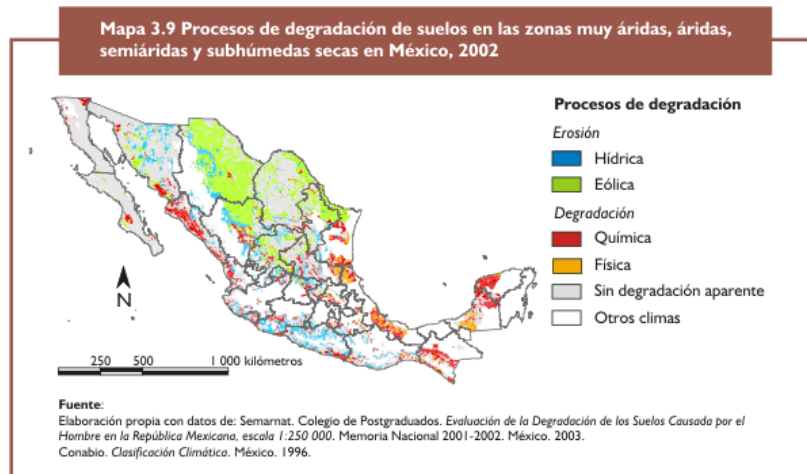 Mapa 3.9 Procesos de degradación de suelos en las zonas muy áridas, áridas,
semiáridas y subhúmedas secas en México, 2002
Procesos de degradación
Erosión
Hídrica
Eólica
Degradación
Química
Física
Sin degradación aparente
Otros climas
N
250 500 1 000 kilómetros
Fuente:
Elaboración propia con datos de: Semarnat. Colegio de Postgraduados. Evaluación de la Degradación de los Suelos Causada por el
Hombre en la República Mexicana, escala 1:250 000. Memoria Nacional 2001-2002. México. 2003.
Conabio. Clasificación Climática. México. 1996.